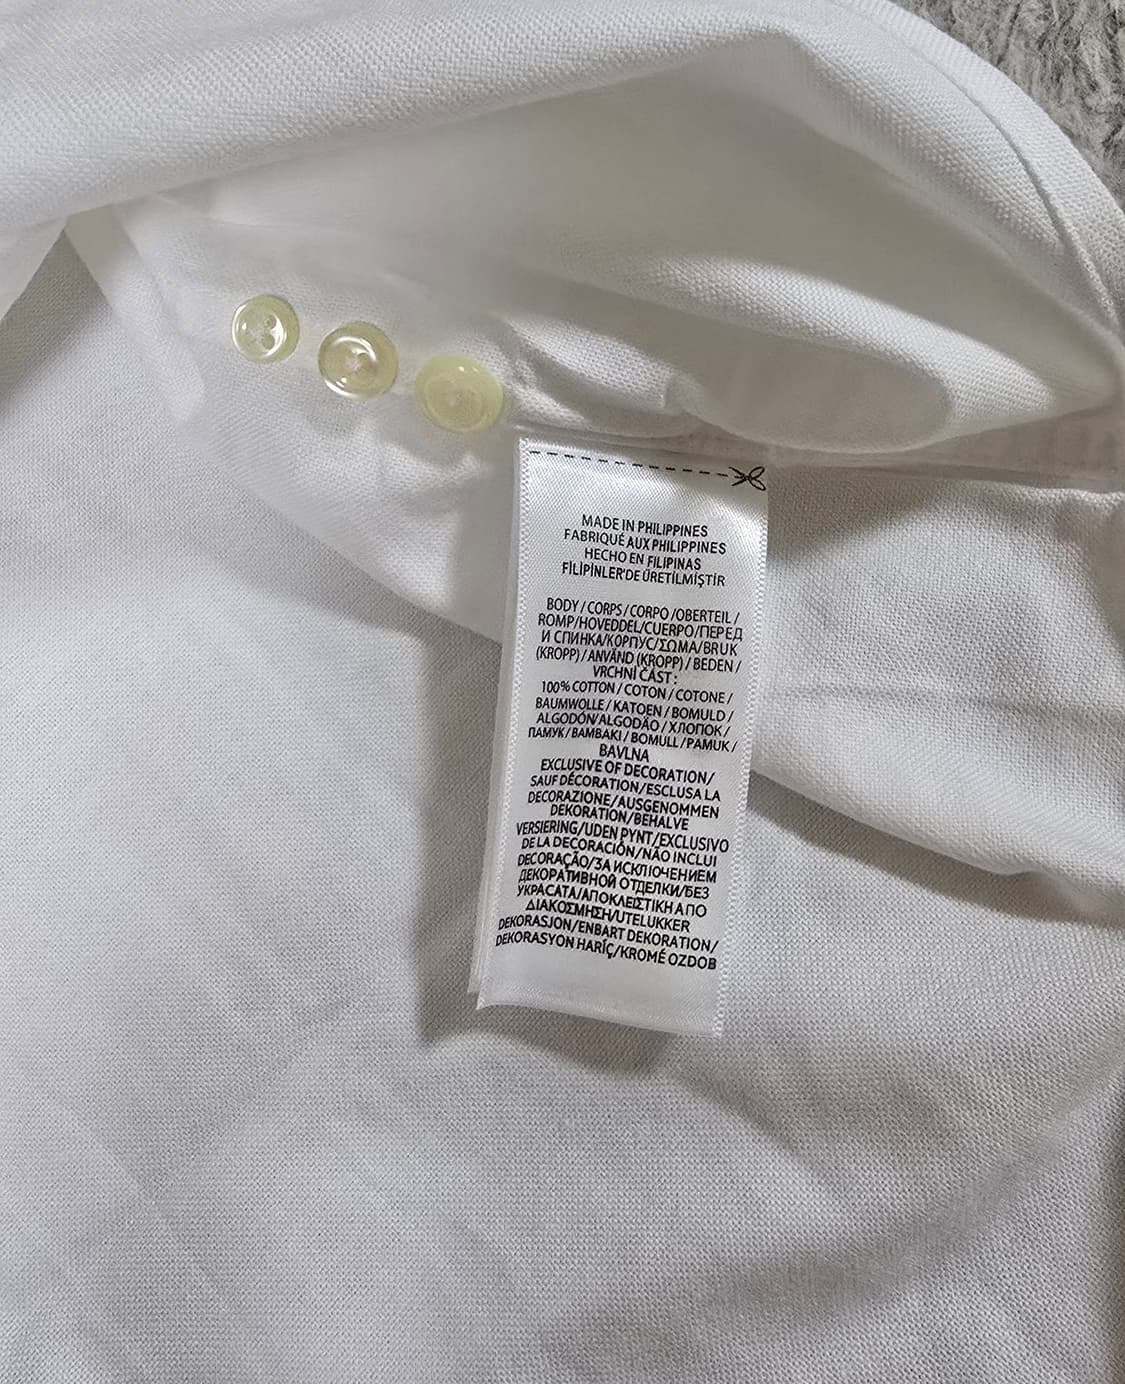 MADE IN PHILIPPINES
FABRIQUÉ AUX PHILIPPINES
HECHO EN FILIPINAS
FİLİPİNLER'DE ÜRETİLMİŞTİR
BODY / CORPS / CORPO / OBERTEIL /
ROMP/HOVEDDEL/CUERPO/ПЕРЕД
И СПИНКА/КОРПУС/ΣΩΜΑ/BRUK
(KROPP) / ANVÄND (KROPP) / BEDEN /
VRCHNÍ ČÁST :
100% COTTON / COTON / COTONE /
BAUMWOLLE / KATOEN / BOMULD /
ALGODÓN/ALGODÃO / ХЛОПОК /
ПАМУК/BAMBAKI / BOMULL /PAMUK /
BAVLNA
EXCLUSIVE OF DECORATION/
SAUF DÉCORATION/ESCLUSA LA
DECORAZIONE/AUSGENOMMEN
DEKORATION/BEHALVE
VERSIERING/UDEN PYNT/EXCLUSIVO
DE LA DECORACIÓN/NÃO INCLUI
DECORAÇÃO/ЗА ИСКЛЮЧЕНИЕМ
ДЕКОРАТИВНОЙ ОТДЕЛКИ/БЕЗ
УКРАСАТА/ΑΠΟΚΛΕΙΣΤΙΚΗ ΑΠΟ
ΔΙΑΚΟΣΜΗΣΗ/UTELUKKER
DEKORASJON/ENBART DEKORATION/
DEKORASYON HARİÇ/KROMÉ OZDOB